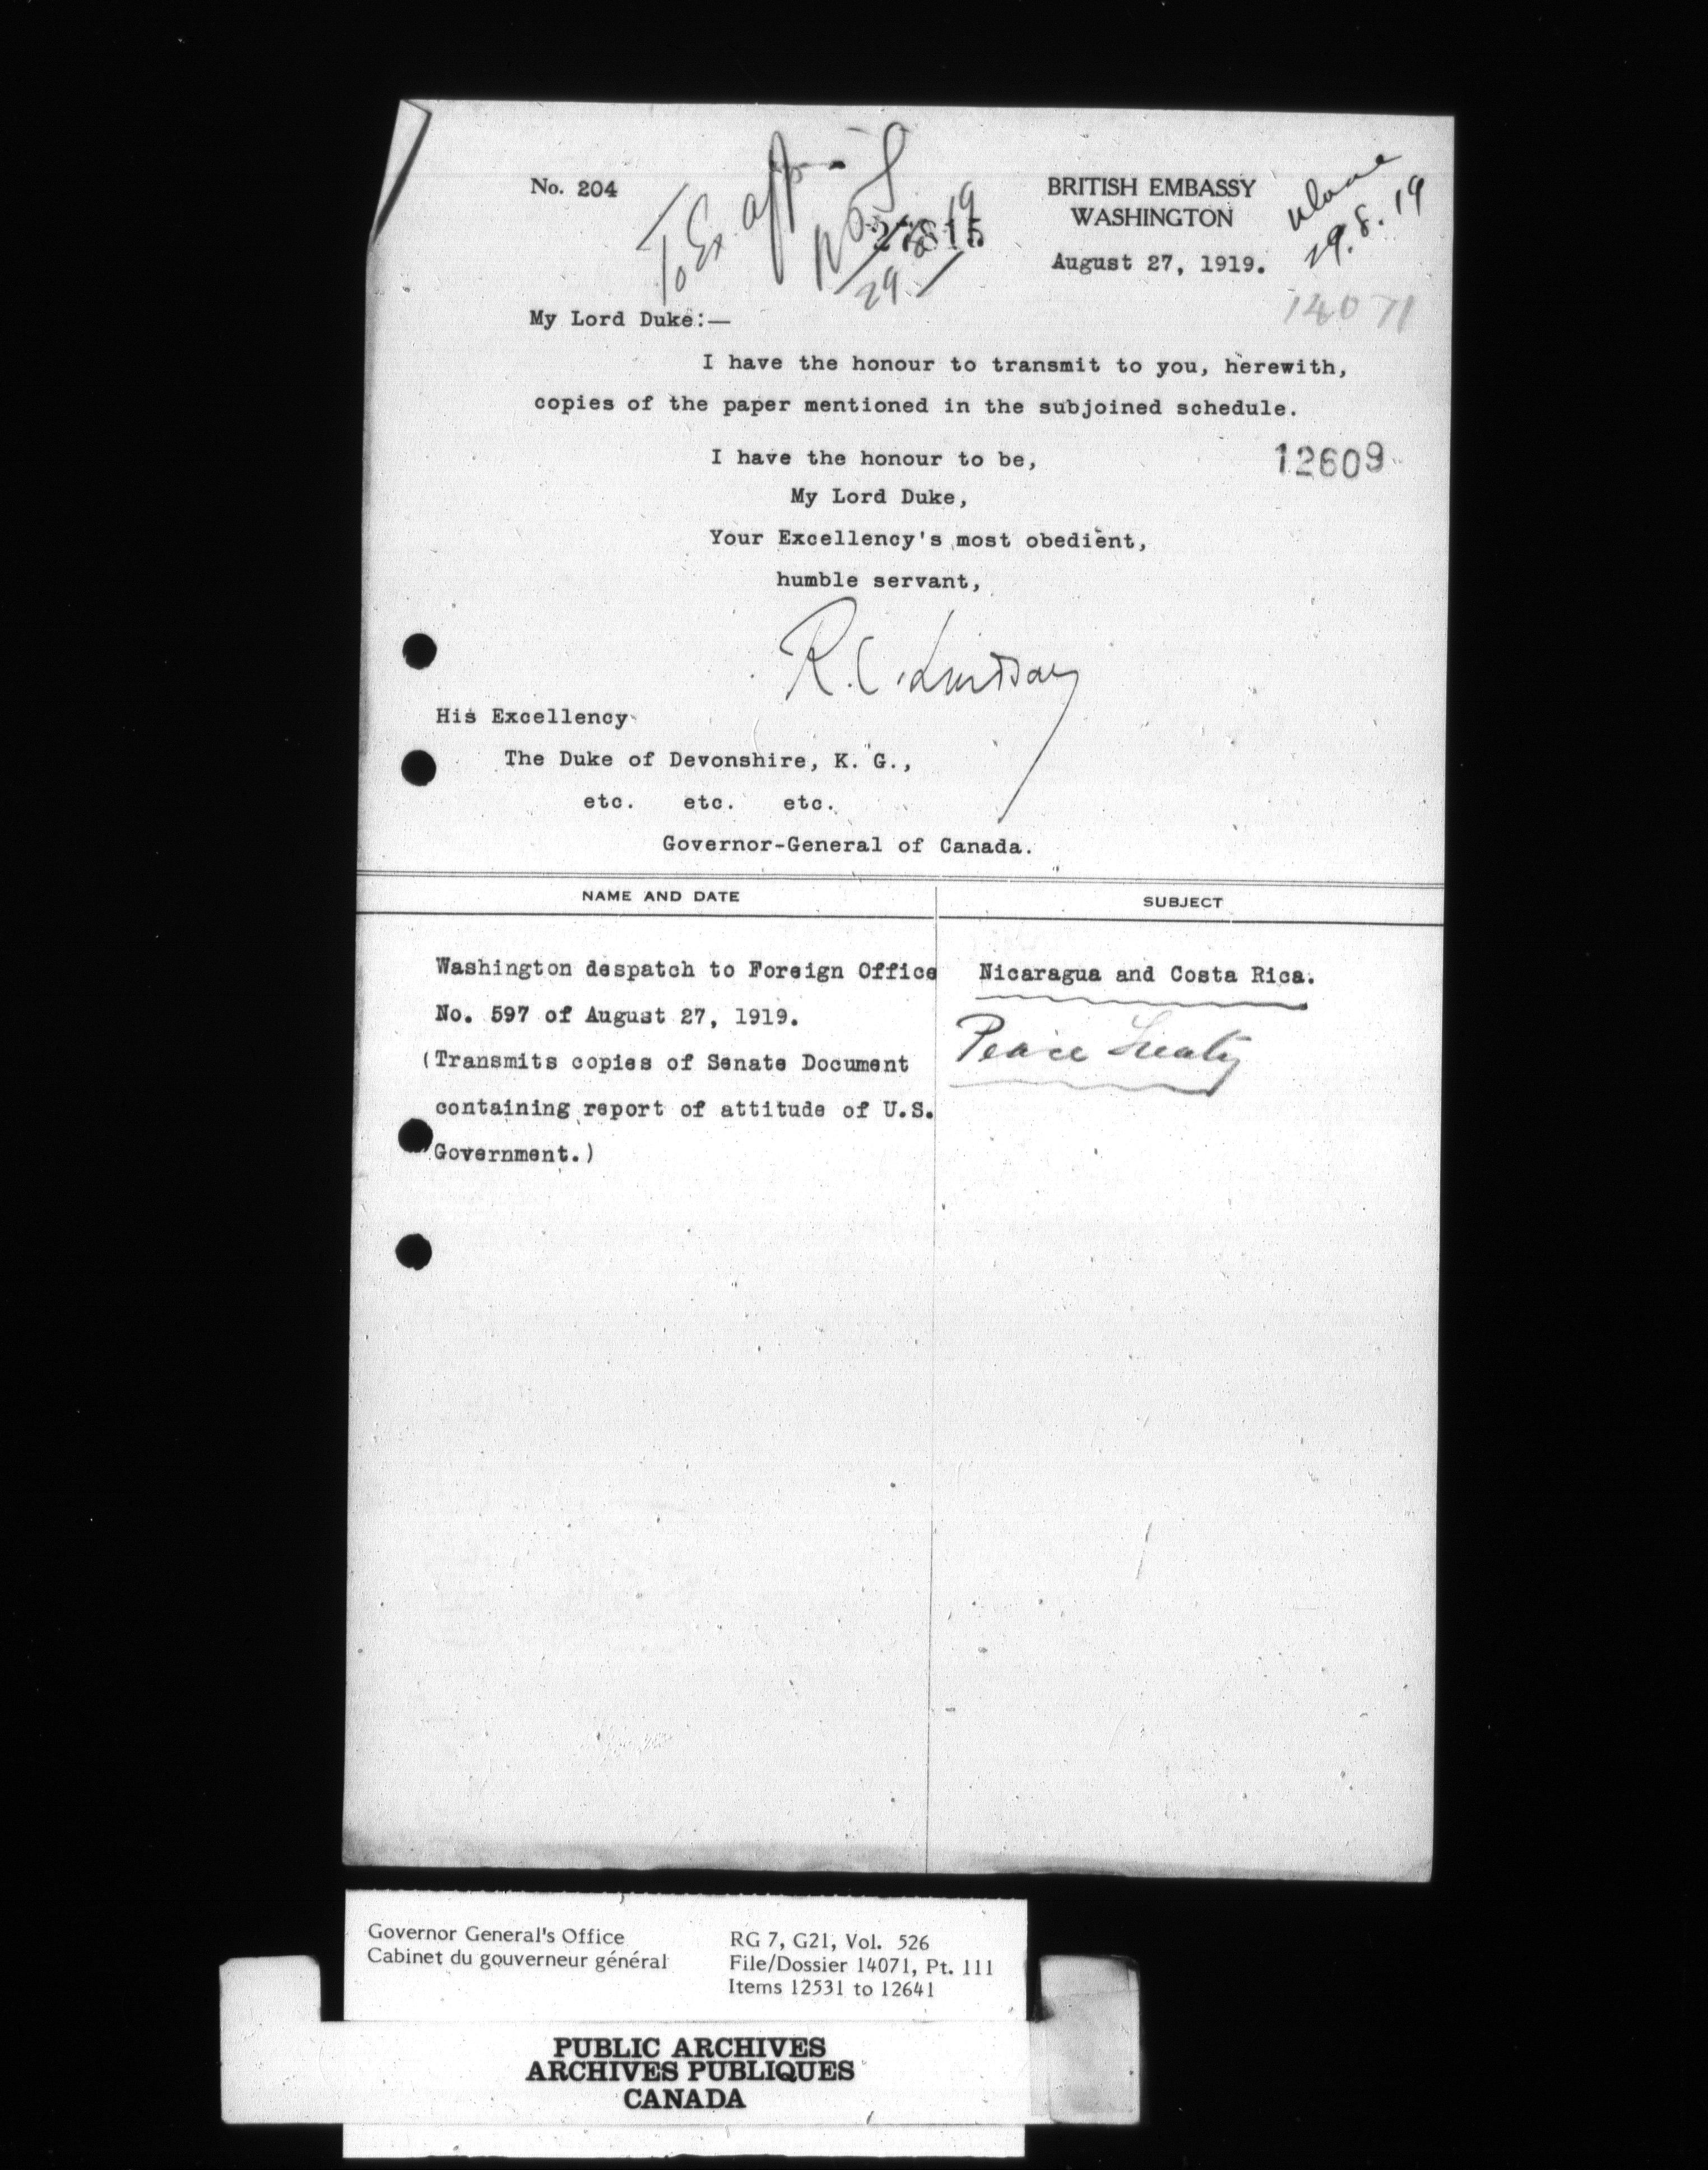 No. 204
To Ex
BRITISH EMBASSY
WASHINGTON
August 27, 1919.
29.8.19
14071
My Lord Duke:—
I have the honour to transmit to you, herewith,
copies of the paper mentioned in the subjoined schedule.
I have the honour to be,
12609
My Lord Duke,
Your Excellency's most obedient,
humble servant,
R.C. Lindsay
His Excellency
The Duke of Devonshire, K. G.,
etc. etc. etc.
Governor-General of Canada.
NAME AND DATE
SUBJECT
Washington despatch to Foreign Office
No. 597 of August 27, 1919.
(Transmits copies of Senate Document
containing report of attitude of U.S.
Government.)
Nicaragua and Costa Rica.
Peace Treaty
Governor General's Office
Cabinet du gouverneur général
RG 7, G21, Vol. 526
File/Dossier 14071, Pt. 111
Items 12531 to 12641
PUBLIC ARCHIVES
ARCHIVES PUBLIQUES
CANADA